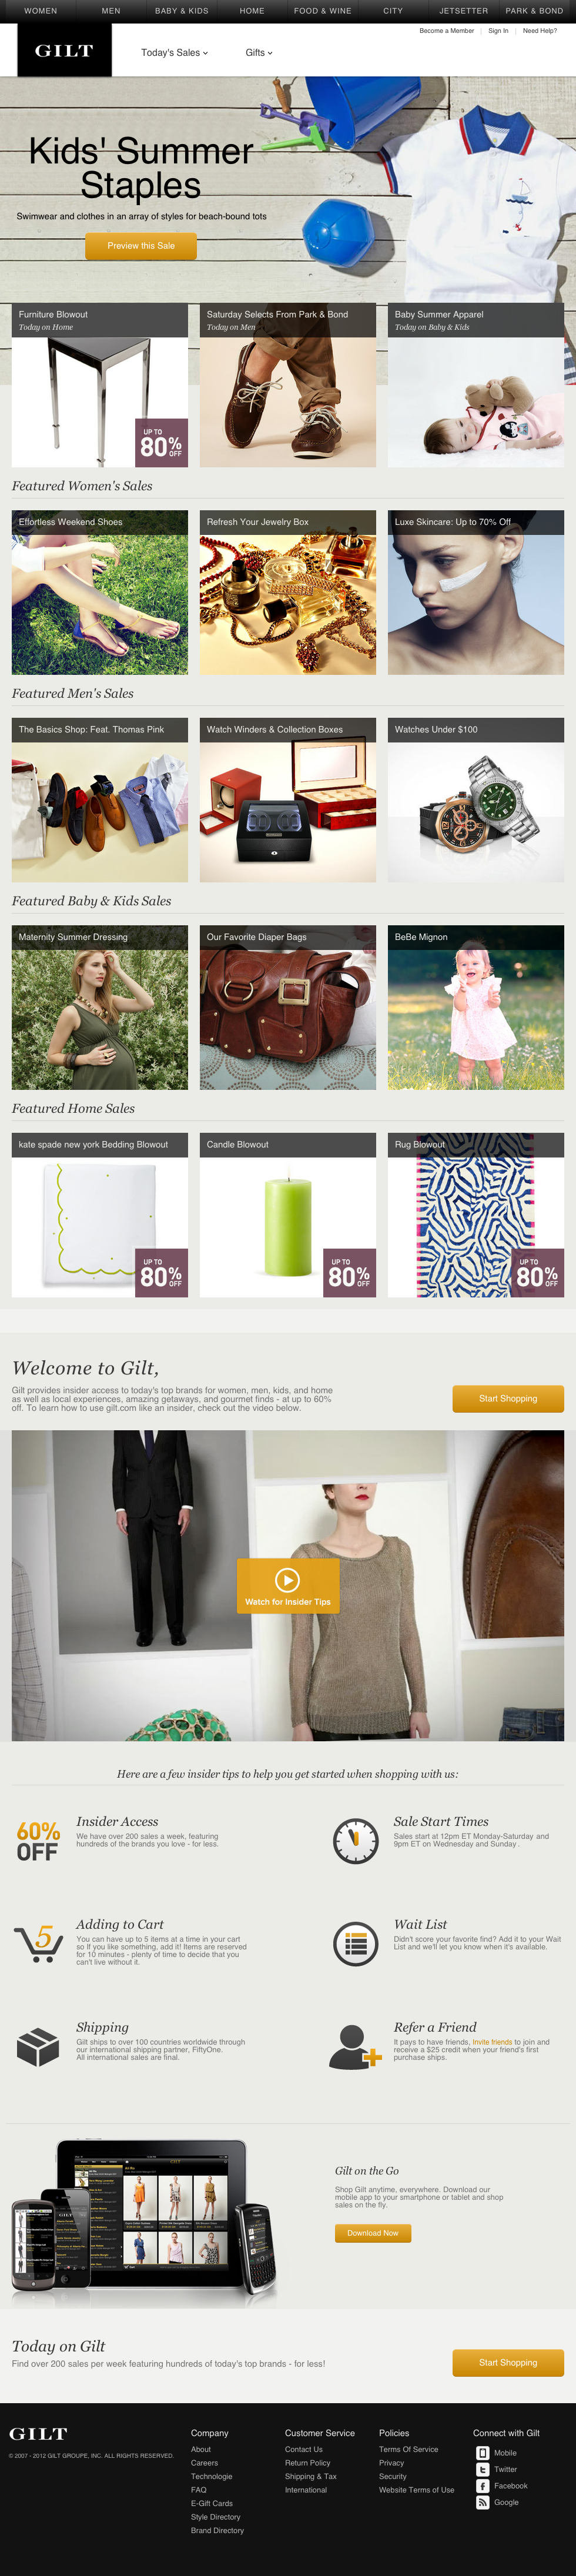 WOMEN
MEN
BABY & KIDS
HOME
FOOD & WINE
CITY
JETSETTER
PARK & BOND
Become a Member
Sign In
Need Help?
GILT
Today's Sales
Gifts
Kids' Summer
Staples
Swimwear and clothes in an array of styles for beach-bound tots
Preview this Sale
Furniture Blowout
Today on Home
UP TO
80% OFF
Saturday Selects From Park & Bond
Today on Men
Baby Summer Apparel
Today on Baby & Kids
Featured Women's Sales
Effortless Weekend Shoes
Refresh Your Jewelry Box
Luxe Skincare: Up to 70% Off
Featured Men's Sales
The Basics Shop: Feat. Thomas Pink
Watch Winders & Collection Boxes
Watches Under $100
Featured Baby & Kids Sales
Maternity Summer Dressing
Our Favorite Diaper Bags
BeBe Mignon
Featured Home Sales
kate spade new york Bedding Blowout
UP TO
80% OFF
Candle Blowout
UP TO
80% OFF
Rug Blowout
UP TO
80% OFF
Welcome to Gilt,
Gilt provides insider access to today's top brands for women, men, kids, and home
as well as local experiences, amazing getaways, and gourmet finds - at up to 60%
off. To learn how to use gilt.com like an insider, check out the video below.
Start Shopping
Watch for Insider Tips
Here are a few insider tips to help you get started when shopping with us:
60%
OFF
Insider Access
We have over 200 sales a week, featuring
hundreds of the brands you love - for less.
Sale Start Times
Sales start at 12pm ET Monday-Saturday and
9pm ET on Wednesday and Sunday .
5
Adding to Cart
You can have up to 5 items at a time in your cart
so If you like something, add it! Items are reserved
for 10 minutes - plenty of time to decide that you
can't live without it.
Wait List
Didn't score your favorite find? Add it to your Wait
List and we'll let you know when it's available.
Shipping
Gilt ships to over 100 countries worldwide through
our international shipping partner, FiftyOne.
All international sales are final.
Refer a Friend
It pays to have friends. Invite friends to join and
receive a $25 credit when your friend's first
purchase ships.
GILT
GILT
Gilt on the Go
Shop Gilt anytime, everywhere. Download our
mobile app to your smartphone or tablet and shop
sales on the fly.
Download Now
Today on Gilt
Find over 200 sales per week featuring hundreds of today's top brands - for less!
Start Shopping
GILT
© 2007 - 2012 GILT GROUPE, INC. ALL RIGHTS RESERVED.
Company
About
Careers
Technologie
FAQ
E-Gift Cards
Style Directory
Brand Directory
Customer Service
Contact Us
Return Policy
Shipping & Tax
International
Policies
Terms Of Service
Privacy
Security
Website Terms of Use
Connect with Gilt
Mobile
Twitter
Facebook
Google